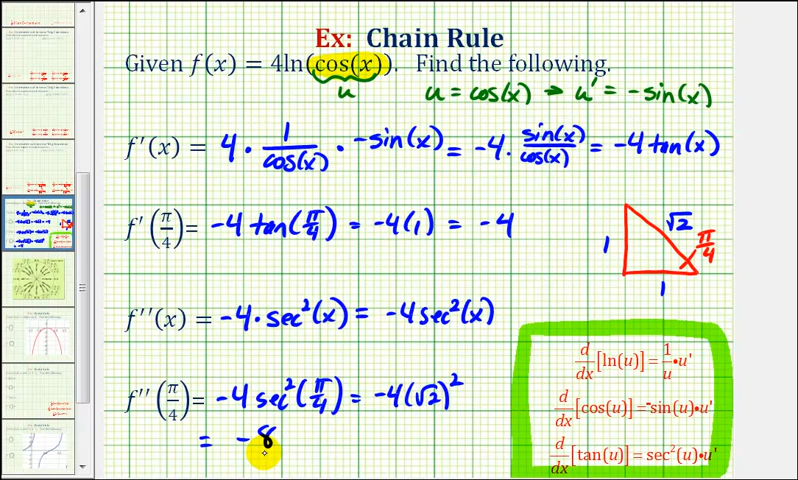 Ex: Chain Rule
Given f(x) = 4ln(cos(x)). Find the following.
u u = cos(x) → u' = -sin(x)
f'(x) = 4 · 1/cos(x) · -sin(x) = -4 · sin(x)/cos(x) = -4 tan(x)
f'(π/4) = -4 tan(π/4) = -4(1) = -4
1 √2 π/4 1
f''(x) = -4 · sec²(x) = -4 sec²(x)
f''(π/4) = -4 sec²(π/4) = -4(√2)²
= -8
d/dx[ln(u)] = 1/u • u'
d/dx[cos(u)] = -sin(u) • u'
d/dx[tan(u)] = sec²(u) • u'